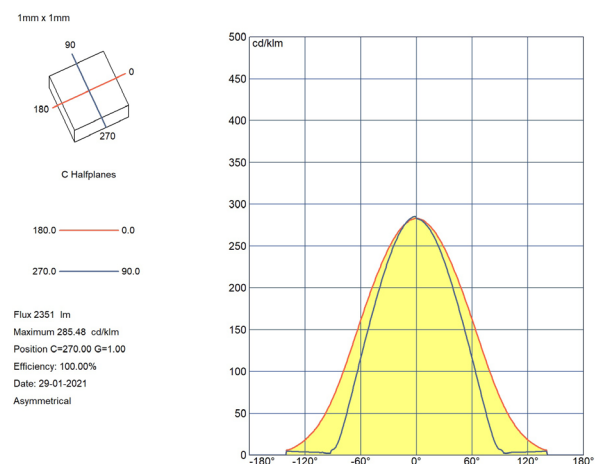 1mm x 1mm
90
0
180
270
C Halfplanes
180.0 0.0
270.0 90.0
Flux 2351 lm
Maximum 285.48 cd/klm
Position C=270.00 G=1.00
Efficiency: 100.00%
Date: 29-01-2021
Asymmetrical
500
cd/klm
450
400
350
300
250
200
150
100
50
0
-180° -120° -60° 0° 60° 120° 180°